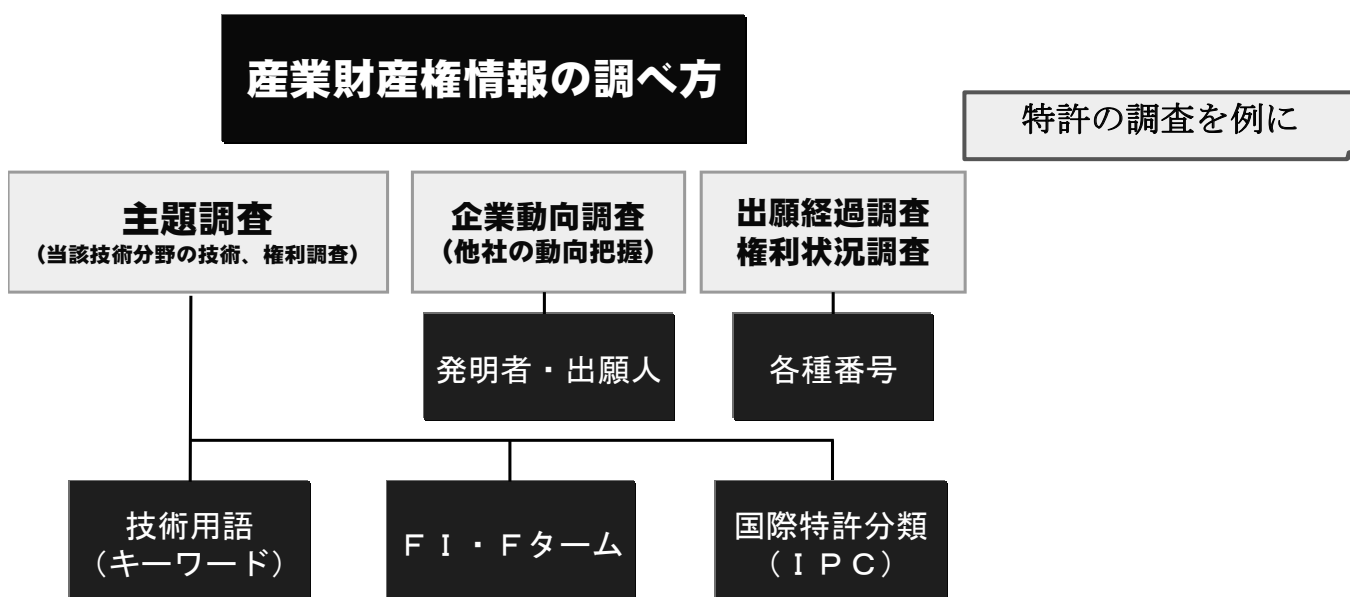 産業財産権情報の調べ方
特許の調査を例に
主題調査
(当該技術分野の技術、権利調査)
企業動向調査
(他社の動向把握)
出願経過調査
権利状況調査
発明者・出願人
各種番号
技術用語
(キーワード)
ＦＩ・Ｆターム
国際特許分類
(ＩＰＣ)